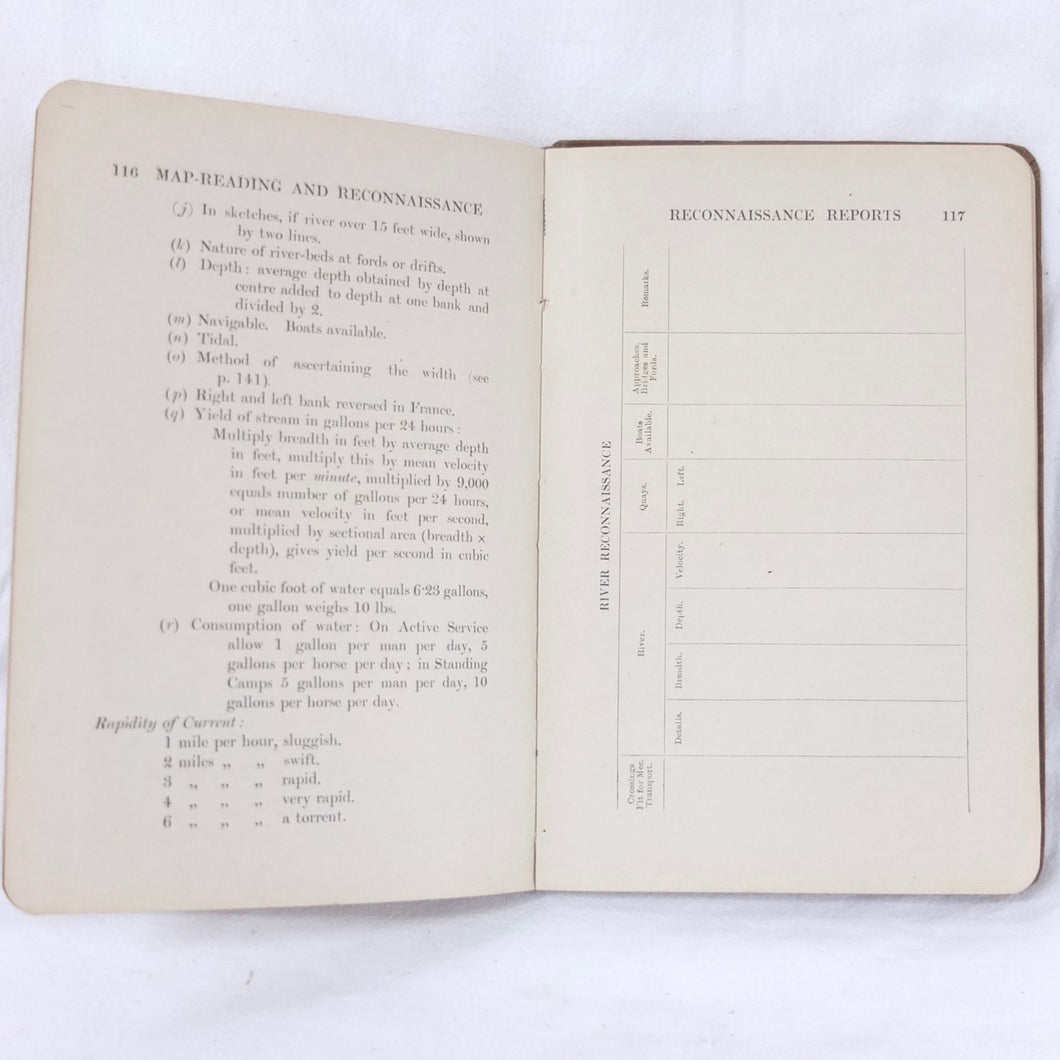 116 MAP-READING AND RECONNAISSANCE
(j) In sketches, if river over 15 feet wide, shown
by two lines.
(k) Nature of river-beds at fords or drifts.
(l) Depth: average depth obtained by depth at
centre added to depth at one bank and
divided by 2.
(m) Navigable. Boats available.
(n) Tidal.
(o) Method of ascertaining the width (see
p. 141).
(p) Right and left bank reversed in France.
(q) Yield of stream in gallons per 24 hours:
Multiply breadth in feet by average depth
in feet, multiply this by mean velocity
in feet per minute, multiplied by 9,000
equals number of gallons per 24 hours,
or mean velocity in feet per second,
multiplied by sectional area (breadth ×
depth), gives yield per second in cubic
feet.
One cubic foot of water equals 6·23 gallons,
one gallon weighs 10 lbs.
(r) Consumption of water: On Active Service
allow 1 gallon per man per day, 5
gallons per horse per day; in Standing
Camps 5 gallons per man per day, 10
gallons per horse per day.
Rapidity of Current:
1 mile per hour, sluggish.
2 miles „ „ swift.
3 „ „ „ rapid.
4 „ „ „ very rapid.
6 „ „ „ a torrent.
RECONNAISSANCE REPORTS 117
RIVER RECONNAISSANCE
Crossings
Fit for Mec.
Transport.
River.
Details.
Breadth.
Depth.
Velocity.
Quays.
Right.
Left.
Boats
Available.
Approaches,
Bridges and
Fords.
Remarks.